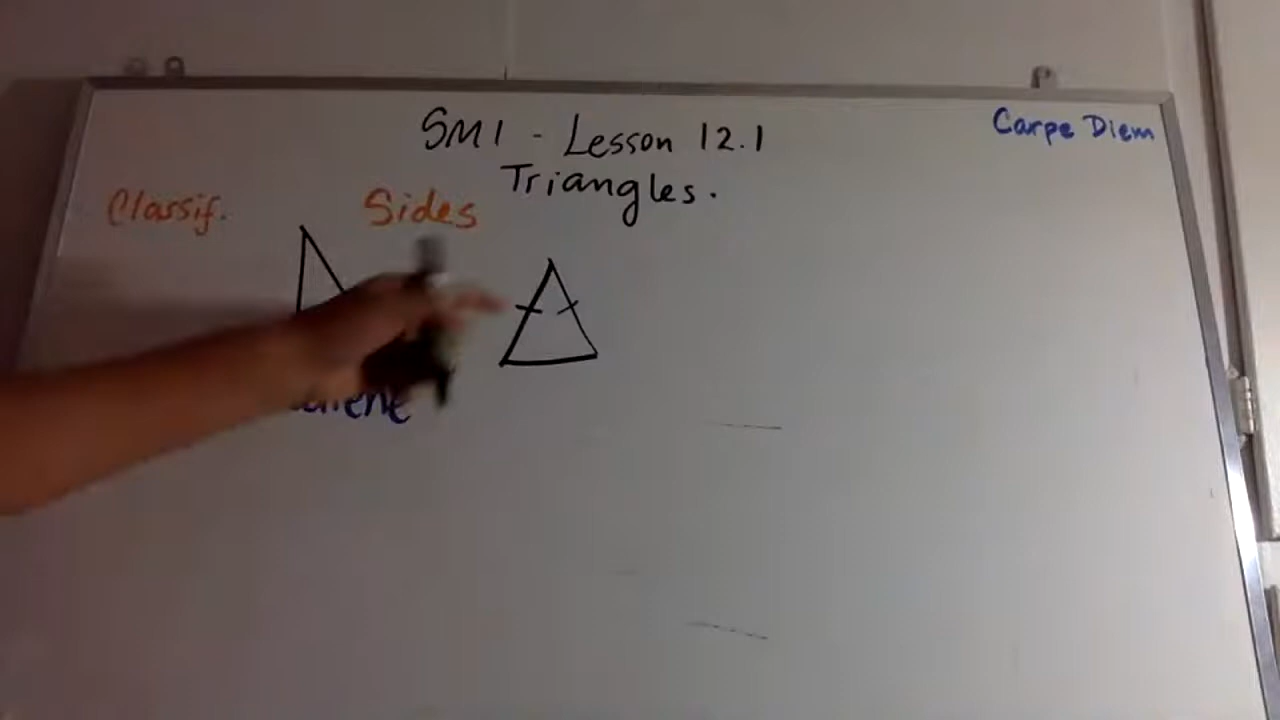 SM1 - Lesson 12.1
Carpe Diem
Triangles.
Classif.
Sides